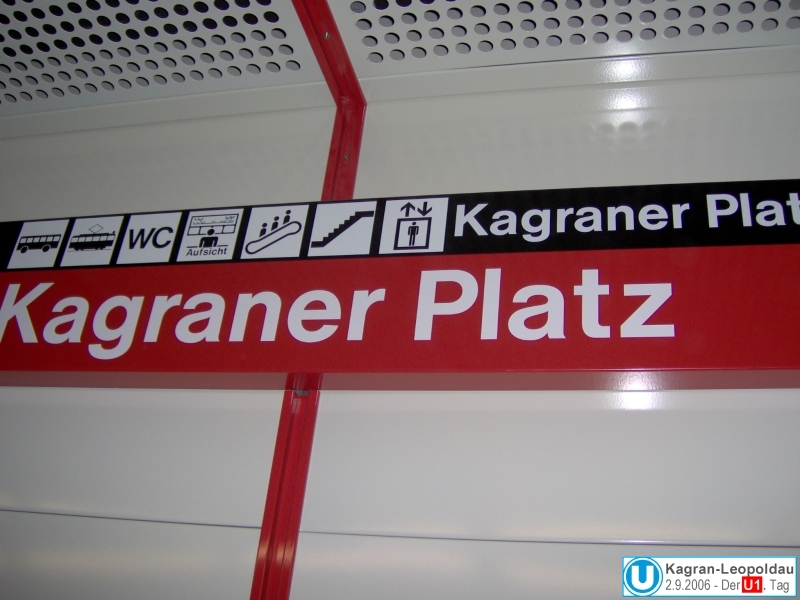 WC
Aufsicht
Kagraner Plat
Kagraner Platz
U Kagran-Leopoldau
2.9.2006 - Der U1. Tag